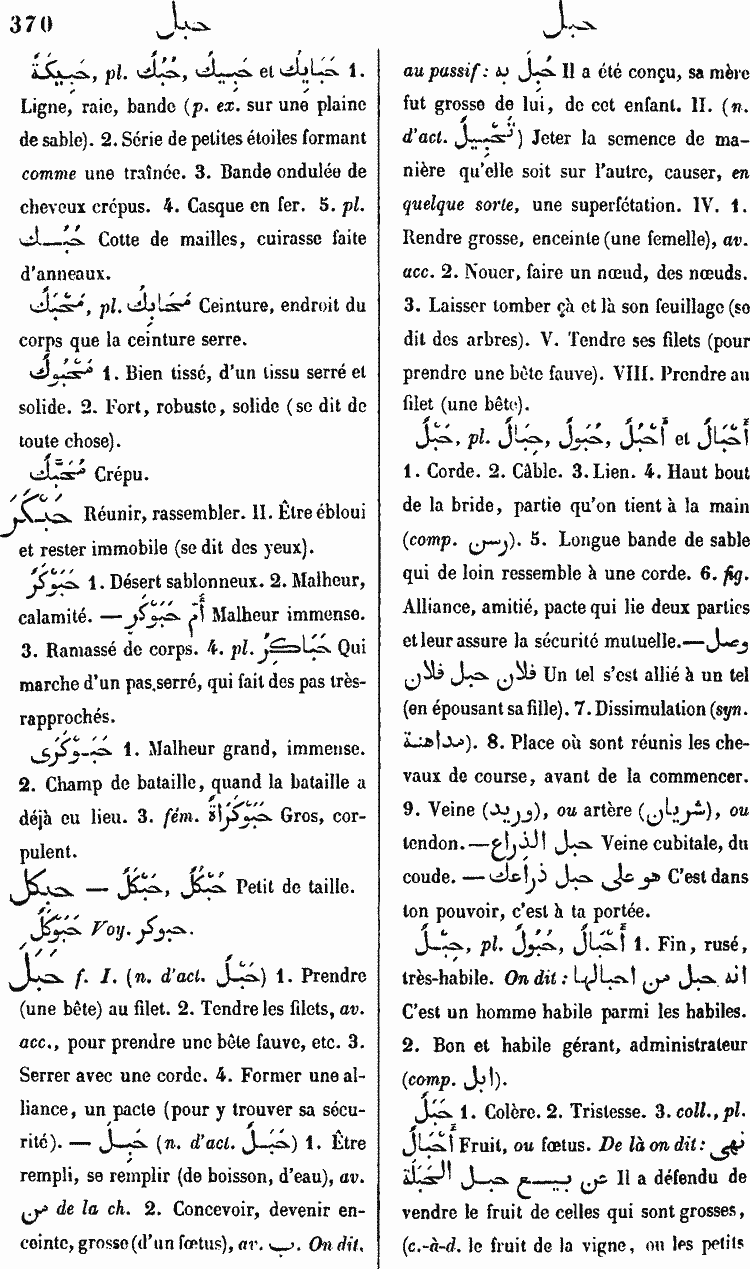 370 حبل حبل
حَبِيكَةٌ, pl. حُبُكٌ, حَبِيكٌ et حَبَايِكُ 1.
Ligne, raie, bande (p. ex. sur une plaine
de sable). 2. Série de petites étoiles formant
comme une traînée. 3. Bande ondulée de
cheveux crépus. 4. Casque en fer. 5. pl.
حُبُك Cotte de mailles, cuirasse faite
d'anneaux.
مَحْبَكٌ, pl. مَحَابِكُ Ceinture, endroit du
corps que la ceinture serre.
مَحْبُوكٌ 1. Bien tissé, d'un tissu serré et
solide. 2. Fort, robuste, solide (se dit de
toute chose).
مُحَبَّكٌ Crépu.
حَبْكَرَ Réunir, rassembler. II. Être ébloui
et rester immobile (se dit des yeux).
حَبَوْكَرٌ 1. Désert sablonneux. 2. Malheur,
calamité. — أُمّ حَبَوْكَرٍ Malheur immense.
3. Ramassé de corps. 4. pl. حَبَاكِرُ Qui
marche d'un pas serré, qui fait des pas très-
rapprochés.
حَبَوْكَرَى 1. Malheur grand, immense.
2. Champ de bataille, quand la bataille a
déjà eu lieu. 3. fém. حَبَوْكَرَاةٌ Gros, cor-
pulent.
حبكل — حَبْكَلٌ, حَبْكَلٌ Petit de taille.
حَبَوْكَلٌ Voy. حبوكر.
حَبَلَ f. I. (n. d'act. حَبْلٌ) 1. Prendre
(une bête) au filet. 2. Tendre les filets, av.
acc., pour prendre une bête fauve, etc. 3.
Serrer avec une corde. 4. Former une al-
liance, un pacte (pour y trouver sa sécu-
rité). — حَبِلَ (n. d'act. حَبَلٌ) 1. Être
rempli, se remplir (de boisson, d'eau), av.
من de la ch. 2. Concevoir, devenir en-
ceinte, grosse (d'un fœtus), av. ب. On dit,
au passif: حُبِلَ به Il a été conçu, sa mère
fut grosse de lui, de cet enfant. II. (n.
d'act. تَحْبِيلٌ) Jeter la semence de ma-
nière qu'elle soit sur l'autre, causer, en
quelque sorte, une superfétation. IV. 1.
Rendre grosse, enceinte (une femelle), av.
acc. 2. Nouer, faire un nœud, des nœuds.
3. Laisser tomber çà et là son feuillage (se
dit des arbres). V. Tendre ses filets (pour
prendre une bête fauve). VIII. Prendre au
filet (une bête).
حَبْلٌ, pl. حِبَالٌ, حُبُولٌ, أَحْبُلٌ et أَحْبَالٌ
1. Corde. 2. Câble. 3. Lien. 4. Haut bout
de la bride, partie qu'on tient à la main
(comp. رسن). 5. Longue bande de sable
qui de loin ressemble à une corde. 6. fig.
Alliance, amitié, pacte qui lie deux parties
et leur assure la sécurité mutuelle. — وصل
فلان حبل فلان Un tel s'est allié à un tel
(en épousant sa fille). 7. Dissimulation (syn.
مداهنة). 8. Place où sont réunis les che-
vaux de course, avant de la commencer.
9. Veine (وريد), ou artère (شريان), ou
tendon. — حبل الذراع Veine cubitale, du
coude. — هو على حبل ذراعك C'est dans
ton pouvoir, c'est à ta portée.
حِبْلٌ, pl. حُبُولٌ, أَحْبَالٌ 1. Fin, rusé,
très-habile. On dit: انه حبل من احبالها
C'est un homme habile parmi les habiles.
2. Bon et habile gérant, administrateur
(comp. ابل).
حَبَلٌ 1. Colère. 2. Tristesse. 3. coll., pl.
أَحْبَالٌ Fruit, ou fœtus. De là on dit: نهى
عن بيع حبل الحَبَلَة Il a défendu de
vendre le fruit de celles qui sont grosses,
(c.-à-d. le fruit de la vigne, ou les petits